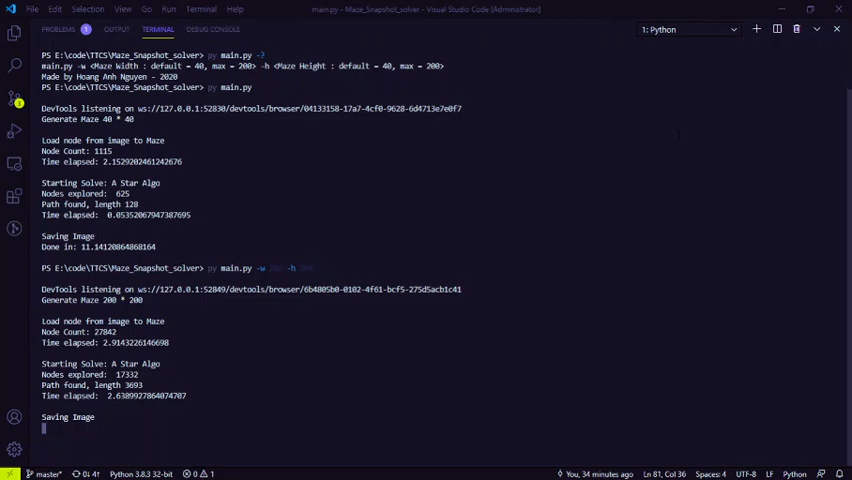 File Edit Selection View Go Run Terminal Help
main.py - Maze_Snapshot_solver - Visual Studio Code [Administrator]
PROBLEMS 1 OUTPUT TERMINAL DEBUG CONSOLE
1: Python
PS E:\code\TTCS\Maze_Snapshot_solver> py main.py -?
main.py -w <Maze Width : default = 40, max = 200> -h <Maze Height : default = 40, max = 200>
Made by Hoang Anh Nguyen - 2020
PS E:\code\TTCS\Maze_Snapshot_solver> py main.py
DevTools listening on ws://127.0.0.1:52830/devtools/browser/04133158-17a7-4cf0-9628-6d4713e7e0f7
Generate Maze 40 * 40
Load node from image to Maze
Node Count: 1115
Time elapsed: 2.1529202461242676
Starting Solve: A Star Algo
Nodes explored: 625
Path found, length 128
Time elapsed: 0.05352067947387695
Saving Image
Done in: 11.14120864868164
PS E:\code\TTCS\Maze_Snapshot_solver> py main.py -w -h
DevTools listening on ws://127.0.0.1:52849/devtools/browser/6b4805b0-0102-4f61-bcf5-275d5acb1c41
Generate Maze 200 * 200
Load node from image to Maze
Node Count: 27842
Time elapsed: 2.9143226146698
Starting Solve: A Star Algo
Nodes explored: 17332
Path found, length 3693
Time elapsed: 2.6389927864074707
Saving Image
3
master* 0↓ 4↑ Python 3.8.3 32-bit 0 1 You, 34 minutes ago Ln 81, Col 36 Spaces: 4 UTF-8 LF Python